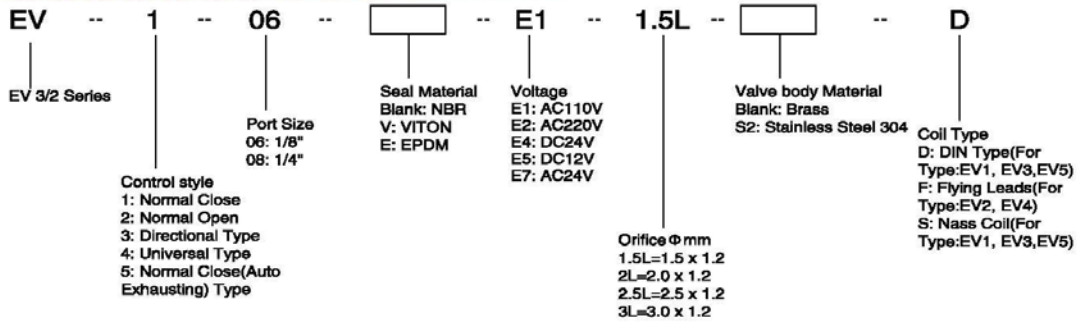 EV -- 1 -- 06 -- -- E1 -- 1.5L -- -- D
EV 3/2 Series
Control style
1: Normal Close
2: Normal Open
3: Directional Type
4: Universal Type
5: Normal Close(Auto
Exhausting) Type
Port Size
06: 1/8"
08: 1/4"
Seal Material
Blank: NBR
V: VITON
E: EPDM
Voltage
E1: AC110V
E2: AC220V
E4: DC24V
E5: DC12V
E7: AC24V
Orifice Φ mm
1.5L=1.5 x 1.2
2L=2.0 x 1.2
2.5L=2.5 x 1.2
3L=3.0 x 1.2
Valve body Material
Blank: Brass
S2: Stainless Steel 304
Coil Type
D: DIN Type(For
Type:EV1, EV3,EV5)
F: Flying Leads(For
Type:EV2, EV4)
S: Nass Coil(For
Type:EV1, EV3,EV5)